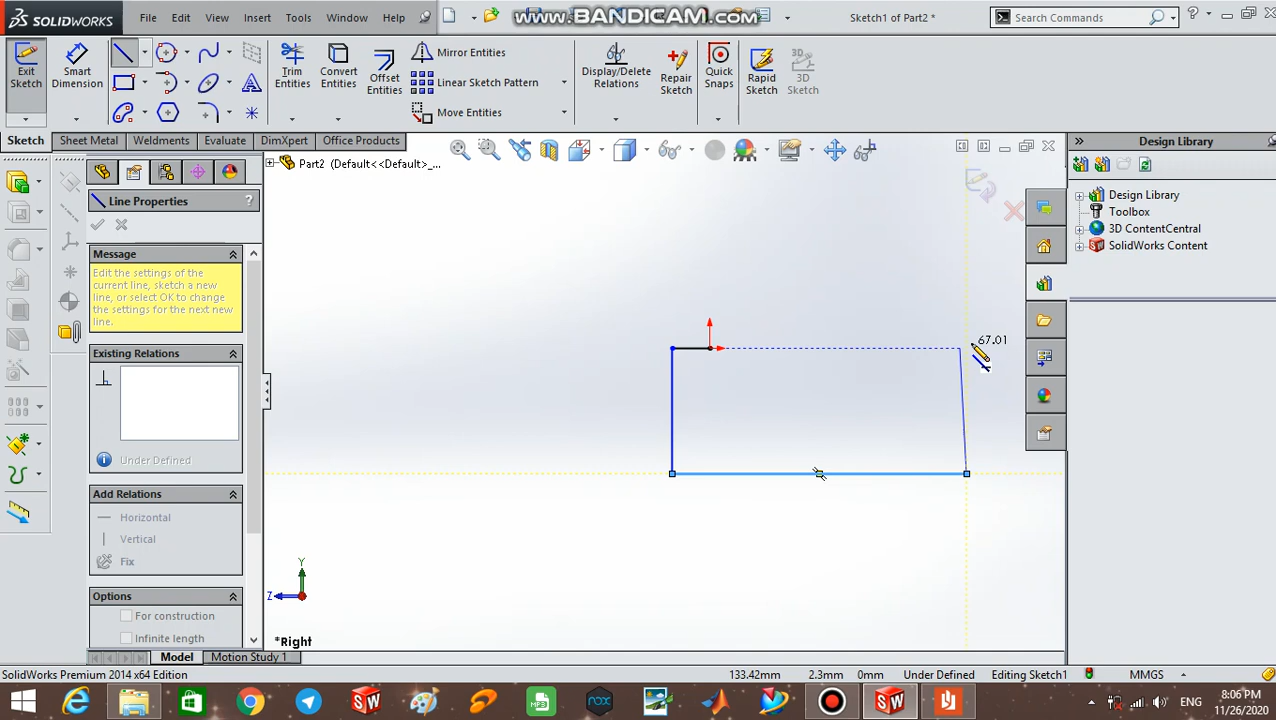 SOLIDWORKS
File
Edit
View
Insert
Tools
Window
Help
www.BANDICAM.com
Sketch1 of Part2 *
Search Commands
Exit Sketch
Smart Dimension
Trim Entities
Convert Entities
Offset Entities
Mirror Entities
Linear Sketch Pattern
Move Entities
Display/Delete Relations
Repair Sketch
Quick Snaps
Rapid Sketch
3D Sketch
Sketch
Sheet Metal
Weldments
Evaluate
DimXpert
Office Products
Part2 (Default<<Default>_...
Design Library
Design Library
Toolbox
3D ContentCentral
SolidWorks Content
Line Properties
?
Message
Edit the settings of the
current line, sketch a new
line, or select OK to change
the settings for the next new
line.
Existing Relations
Under Defined
Add Relations
Horizontal
Vertical
Fix
Options
For construction
Infinite length
67.01
Y
Z
*Right
Model
Motion Study 1
SolidWorks Premium 2014 x64 Edition
133.42mm
2.3mm
0mm
Under Defined
Editing Sketch1
MMGS
ENG
8:06 PM
11/26/2020